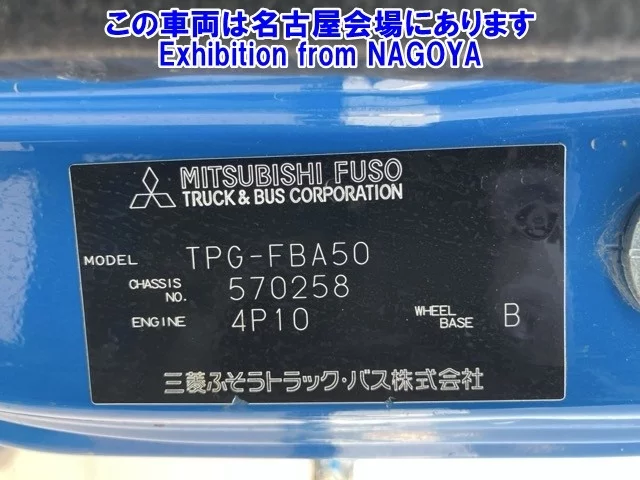 この車両は名古屋会場にあります
Exhibition from NAGOYA
MITSUBISHI FUSO
TRUCK & BUS CORPORATION
MODEL TPG-FBA50
CHASSIS NO. 570258
ENGINE 4P10 WHEEL BASE B
三菱ふそうトラック・バス株式会社